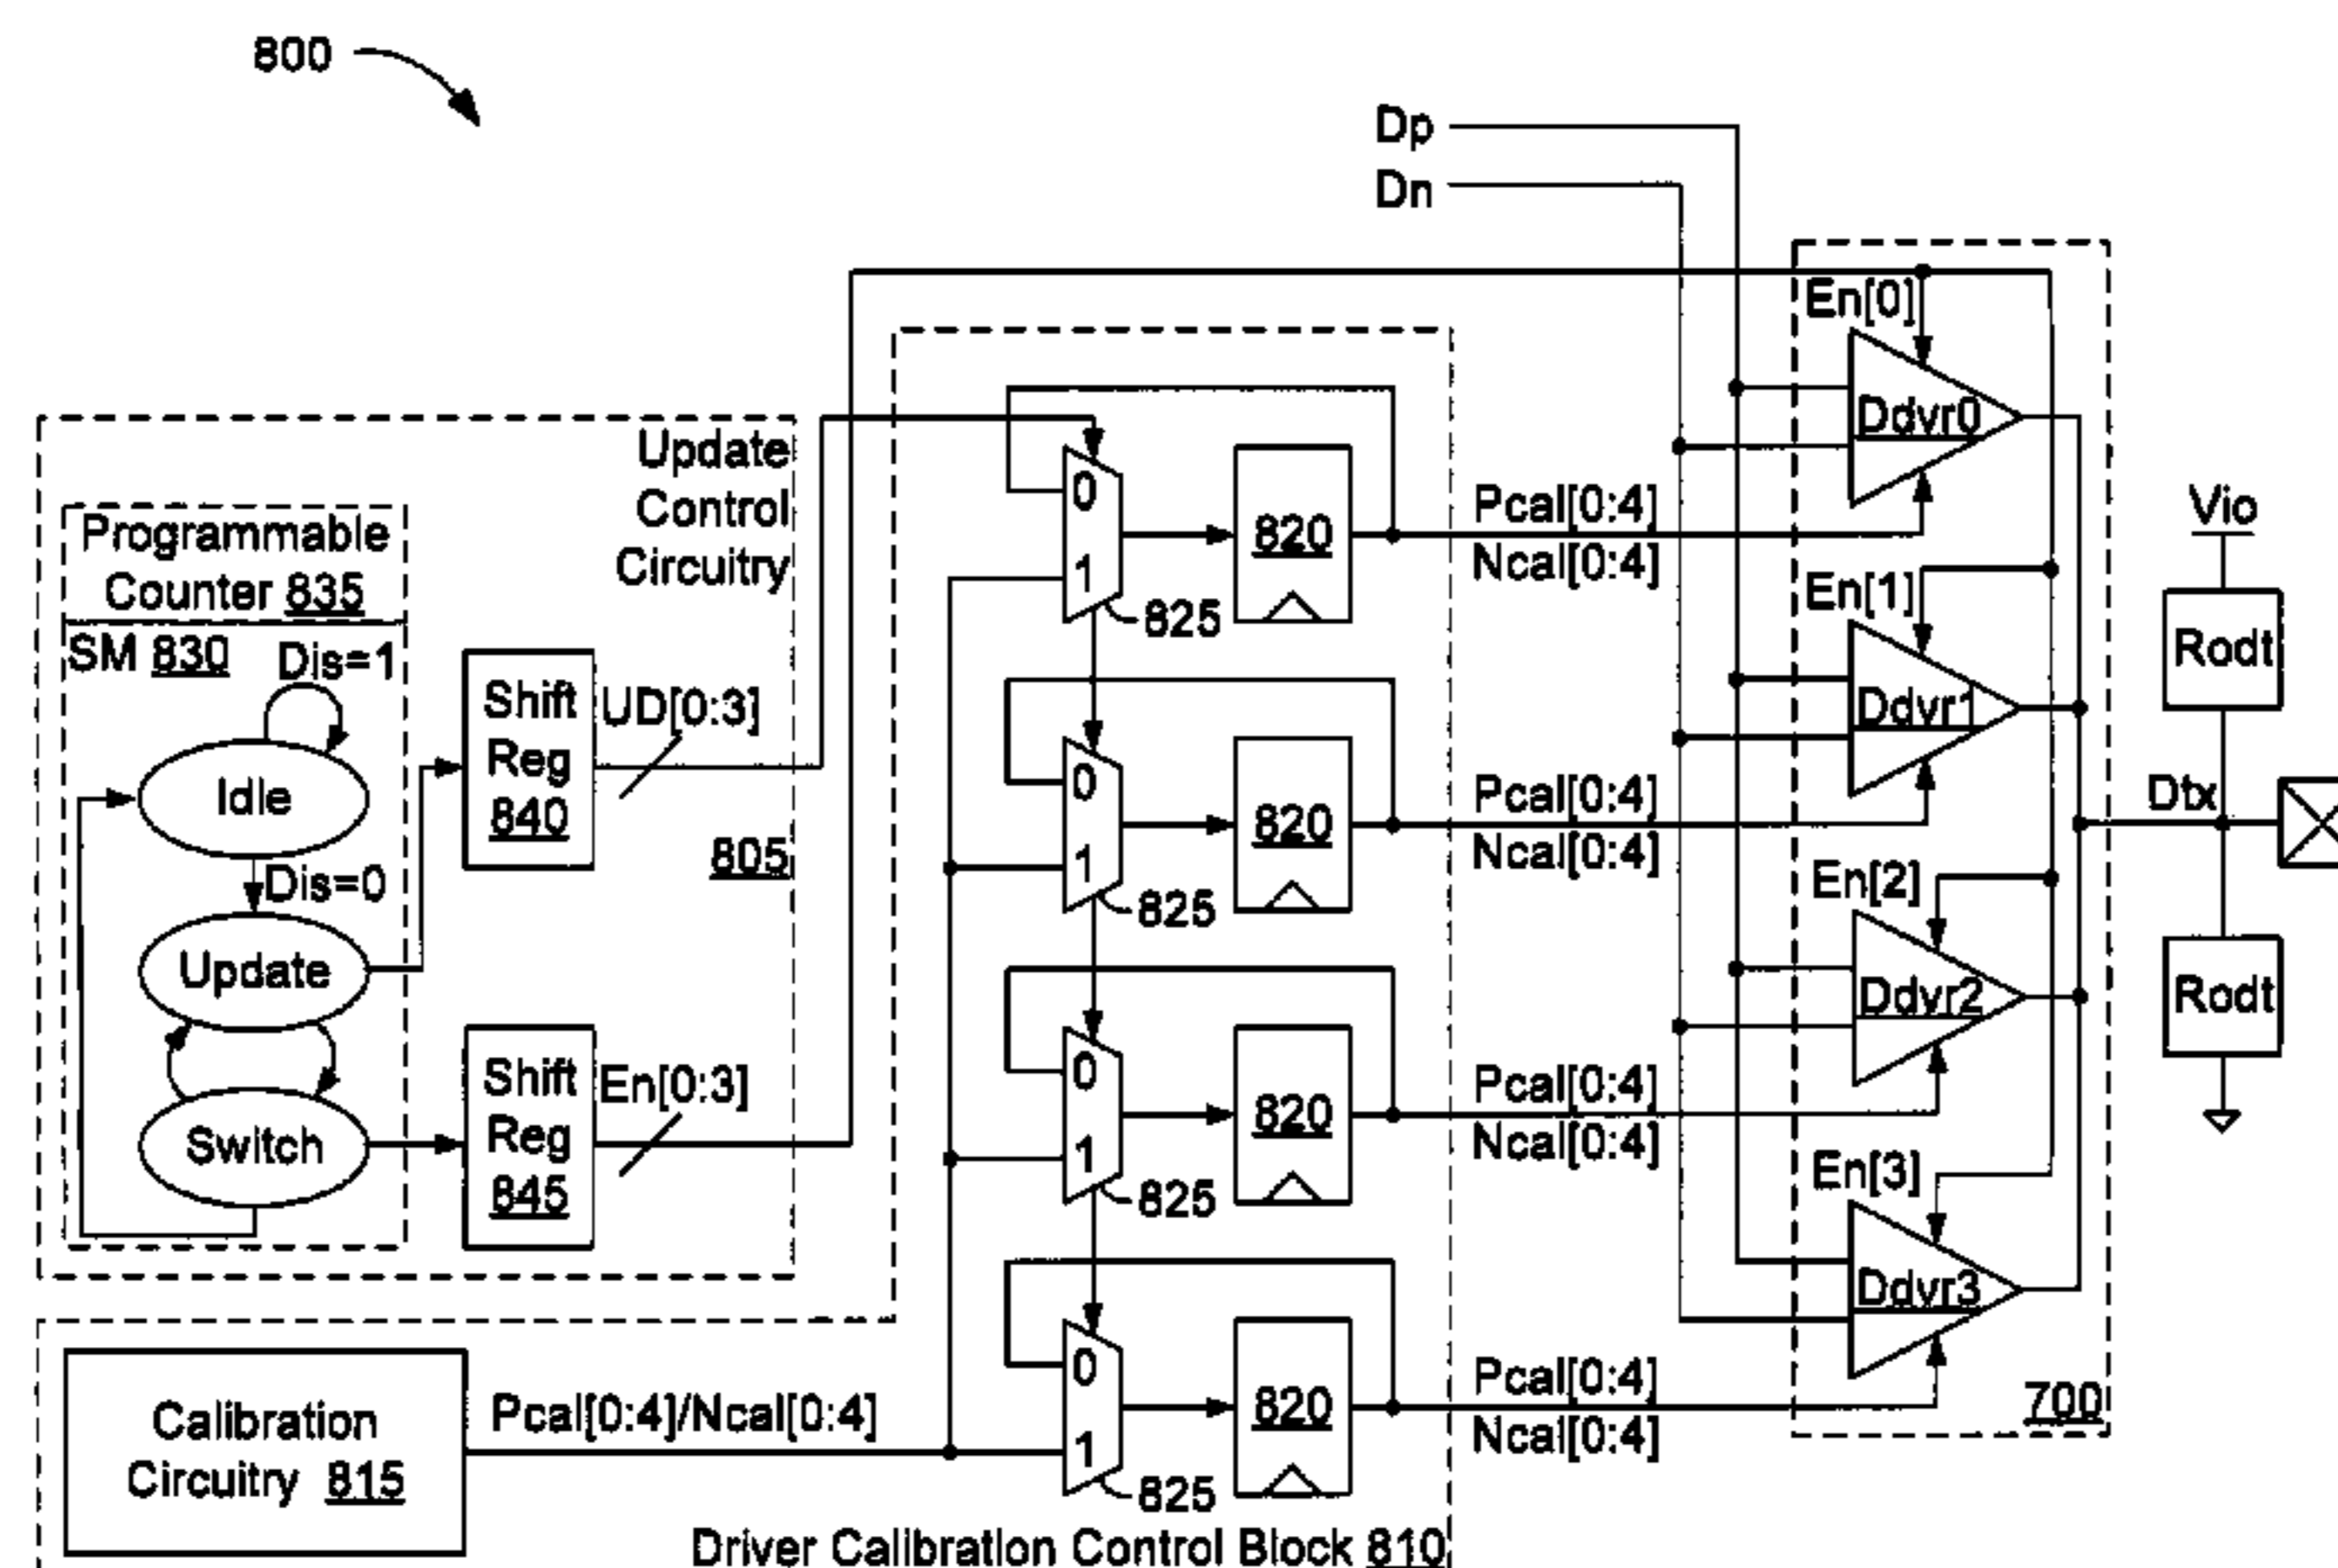 800
Dp
Dn
Update
Control
Circuitry
805
Programmable
Counter 835
SM 830
Dis=1
Idle
Dis=0
Update
Switch
Shift
Reg
840
UD[0:3]
Shift
Reg
845
En[0:3]
Calibration
Circuitry 815
Pcal[0:4]/Ncal[0:4]
0
1
825
820
Pcal[0:4]
Ncal[0:4]
0
1
825
820
Pcal[0:4]
Ncal[0:4]
0
1
825
820
Pcal[0:4]
Ncal[0:4]
0
1
825
820
Pcal[0:4]
Ncal[0:4]
Driver Calibration Control Block 810
En[0]
Ddvr0
En[1]
Ddvr1
En[2]
Ddvr2
En[3]
Ddvr3
700
Vio
Rodt
Dtx
Rodt